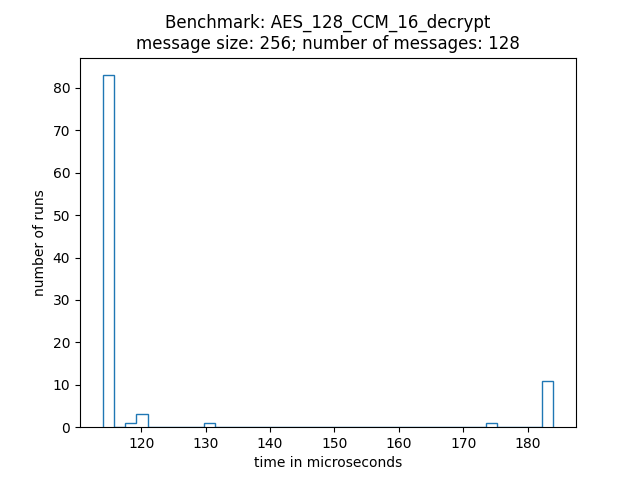 Benchmark: AES_128_CCM_16_decrypt
message size: 256; number of messages: 128
80
70
60
50
40
30
20
10
0
number of runs
120 130 140 150 160 170 180
time in microseconds